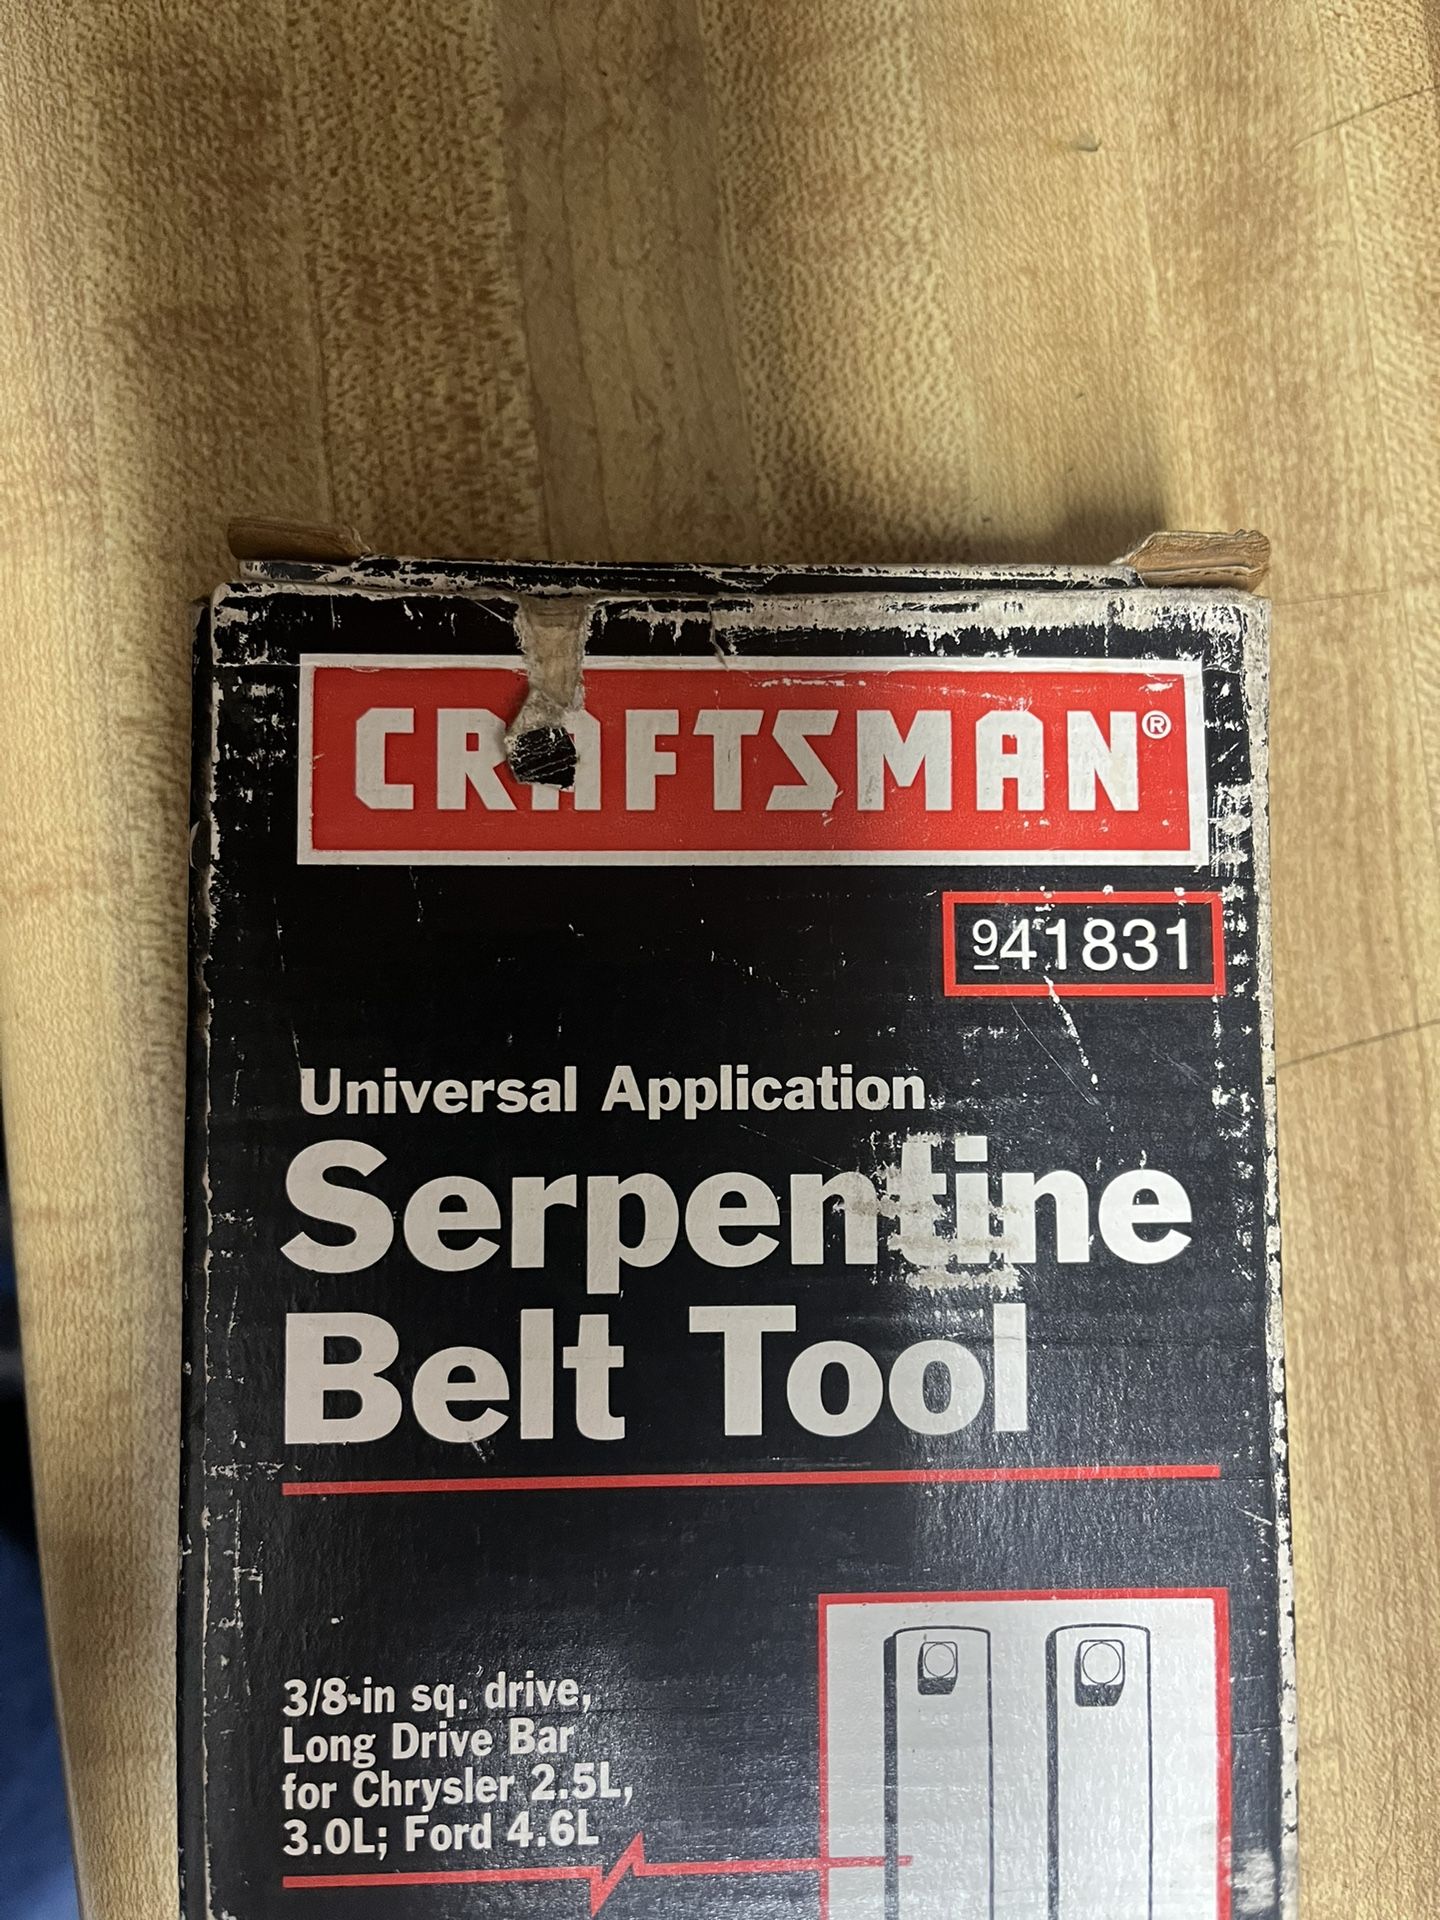 CRAFTSMAN®
941831
Universal Application
Serpentine
Belt Tool
3/8-in sq. drive,
Long Drive Bar
for Chrysler 2.5L,
3.0L; Ford 4.6L